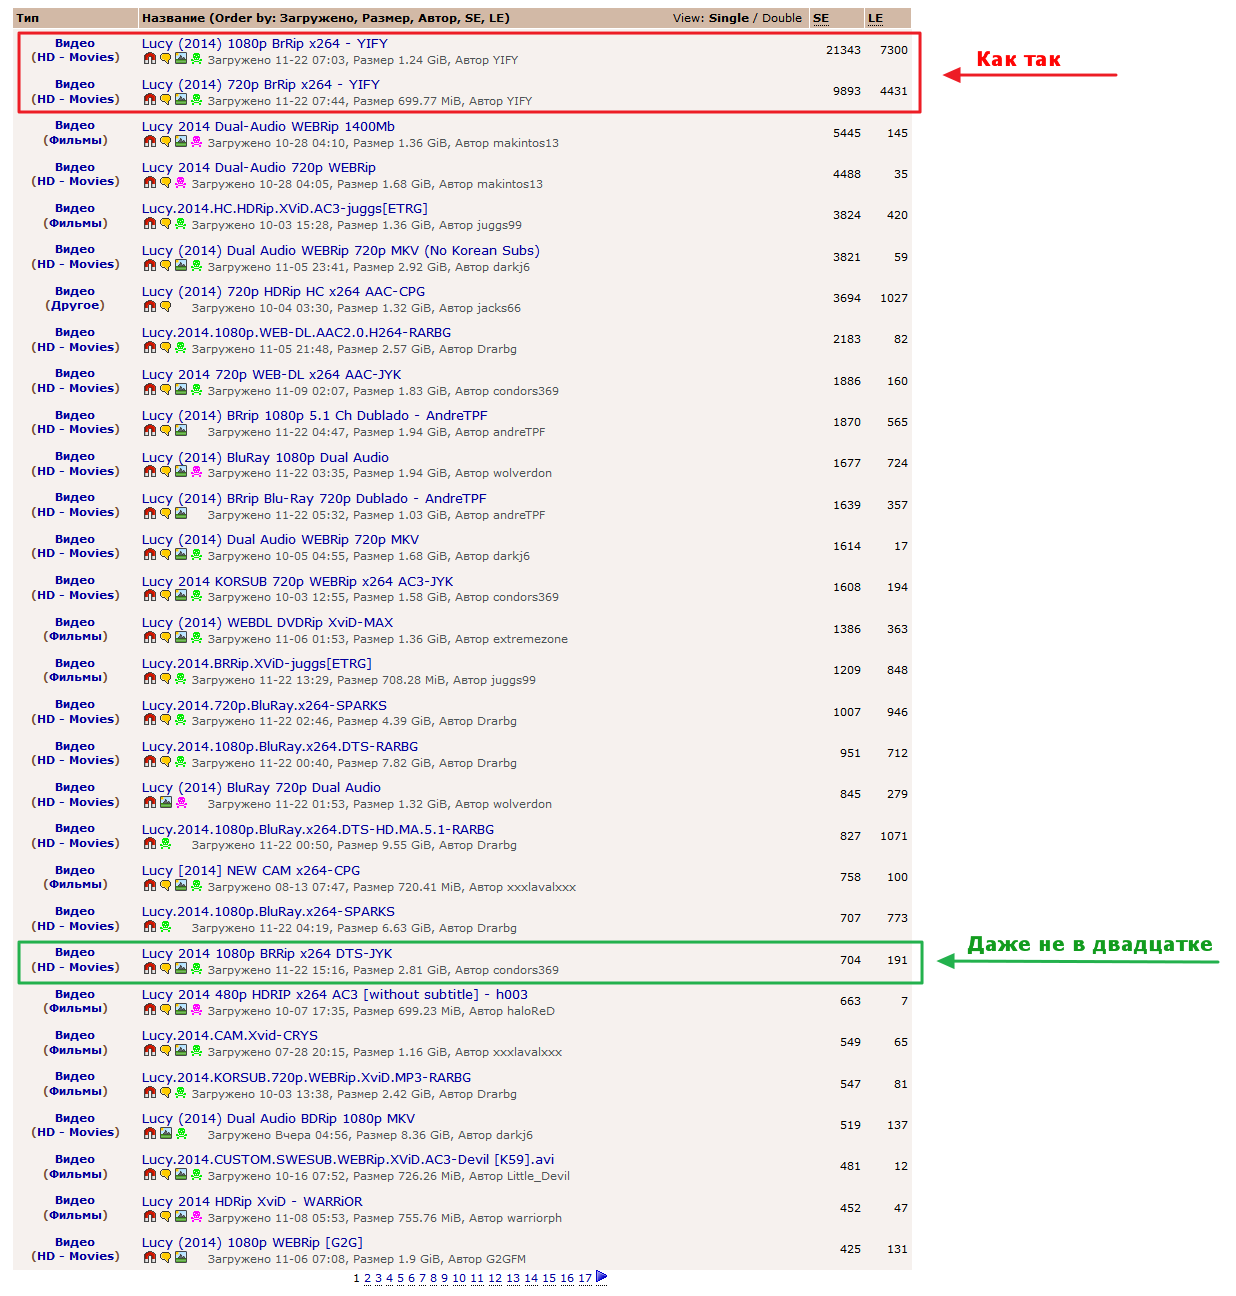 Тип Название (Order by: Загружено, Размер, Автор, SE, LE) View: Single / Double SE LE
Видео Lucy (2014) 1080p BrRip x264 - YIFY
(HD - Movies) Загружено 11-22 07:03, Размер 1.24 GiB, Автор YIFY 21343 7300
Как так
Видео Lucy (2014) 720p BrRip x264 - YIFY
(HD - Movies) Загружено 11-22 07:44, Размер 699.77 MiB, Автор YIFY 9893 4431
Видео Lucy 2014 Dual-Audio WEBRip 1400Mb
(Фильмы) Загружено 10-28 04:10, Размер 1.36 GiB, Автор makintos13 5445 145
Видео Lucy 2014 Dual-Audio 720p WEBRip
(HD - Movies) Загружено 10-28 04:05, Размер 1.68 GiB, Автор makintos13 4488 35
Видео Lucy.2014.HC.HDRip.XViD.AC3-juggs[ETRG]
(Фильмы) Загружено 10-03 15:28, Размер 1.36 GiB, Автор juggs99 3824 420
Видео Lucy (2014) Dual Audio WEBRip 720p MKV (No Korean Subs)
(HD - Movies) Загружено 11-05 23:41, Размер 2.92 GiB, Автор darkj6 3821 59
Видео Lucy (2014) 720p HDRip HC x264 AAC-CPG
(Другое) Загружено 10-04 03:30, Размер 1.32 GiB, Автор jacks66 3694 1027
Видео Lucy.2014.1080p.WEB-DL.AAC2.0.H264-RARBG
(HD - Movies) Загружено 11-05 21:48, Размер 2.57 GiB, Автор Drarbg 2183 82
Видео Lucy 2014 720p WEB-DL x264 AAC-JYK
(HD - Movies) Загружено 11-09 02:07, Размер 1.83 GiB, Автор condors369 1886 160
Видео Lucy (2014) BRrip 1080p 5.1 Ch Dublado - AndreTPF
(HD - Movies) Загружено 11-22 04:47, Размер 1.94 GiB, Автор andreTPF 1870 565
Видео Lucy (2014) BluRay 1080p Dual Audio
(HD - Movies) Загружено 11-22 03:35, Размер 1.94 GiB, Автор wolverdon 1677 724
Видео Lucy (2014) BRrip Blu-Ray 720p Dublado - AndreTPF
(HD - Movies) Загружено 11-22 05:32, Размер 1.03 GiB, Автор andreTPF 1639 357
Видео Lucy (2014) Dual Audio WEBRip 720p MKV
(HD - Movies) Загружено 10-05 04:55, Размер 1.68 GiB, Автор darkj6 1614 17
Видео Lucy 2014 KORSUB 720p WEBRip x264 AC3-JYK
(HD - Movies) Загружено 10-03 12:55, Размер 1.58 GiB, Автор condors369 1608 194
Видео Lucy (2014) WEBDL DVDRip XviD-MAX
(Фильмы) Загружено 11-06 01:53, Размер 1.36 GiB, Автор extremezone 1386 363
Видео Lucy.2014.BRRip.XViD-juggs[ETRG]
(Фильмы) Загружено 11-22 13:29, Размер 708.28 MiB, Автор juggs99 1209 848
Видео Lucy.2014.720p.BluRay.x264-SPARKS
(HD - Movies) Загружено 11-22 02:46, Размер 4.39 GiB, Автор Drarbg 1007 946
Видео Lucy.2014.1080p.BluRay.x264.DTS-RARBG
(HD - Movies) Загружено 11-22 00:40, Размер 7.82 GiB, Автор Drarbg 951 712
Видео Lucy (2014) BluRay 720p Dual Audio
(HD - Movies) Загружено 11-22 01:53, Размер 1.32 GiB, Автор wolverdon 845 279
Видео Lucy.2014.1080p.BluRay.x264.DTS-HD.MA.5.1-RARBG
(HD - Movies) Загружено 11-22 00:50, Размер 9.55 GiB, Автор Drarbg 827 1071
Видео Lucy [2014] NEW CAM x264-CPG
(Фильмы) Загружено 08-13 07:47, Размер 720.41 MiB, Автор xxxlavalxxx 758 100
Видео Lucy.2014.1080p.BluRay.x264-SPARKS
(HD - Movies) Загружено 11-22 04:19, Размер 6.63 GiB, Автор Drarbg 707 773
Видео Lucy 2014 1080p BRRip x264 DTS-JYK
(HD - Movies) Загружено 11-22 15:16, Размер 2.81 GiB, Автор condors369 704 191
Даже не в двадцатке
Видео Lucy 2014 480p HDRIP x264 AC3 [without subtitle] - h003
(Фильмы) Загружено 10-07 17:35, Размер 699.23 MiB, Автор haloReD 663 7
Видео Lucy.2014.CAM.Xvid-CRYS
(Фильмы) Загружено 07-28 20:15, Размер 1.16 GiB, Автор xxxlavalxxx 549 65
Видео Lucy.2014.KORSUB.720p.WEBRip.XViD.MP3-RARBG
(Фильмы) Загружено 10-03 13:38, Размер 2.42 GiB, Автор Drarbg 547 81
Видео Lucy (2014) Dual Audio BDRip 1080p MKV
(HD - Movies) Загружено Вчера 04:56, Размер 8.36 GiB, Автор darkj6 519 137
Видео Lucy.2014.CUSTOM.SWESUB.WEBRip.XViD.AC3-Devil [K59].avi
(Фильмы) Загружено 10-16 07:52, Размер 726.26 MiB, Автор Little_Devil 481 12
Видео Lucy 2014 HDRip XviD - WARRiOR
(Фильмы) Загружено 11-08 05:53, Размер 755.76 MiB, Автор warriorph 452 47
Видео Lucy (2014) 1080p WEBRip [G2G]
(HD - Movies) Загружено 11-06 07:08, Размер 1.9 GiB, Автор G2GFM 425 131
1 2 3 4 5 6 7 8 9 10 11 12 13 14 15 16 17